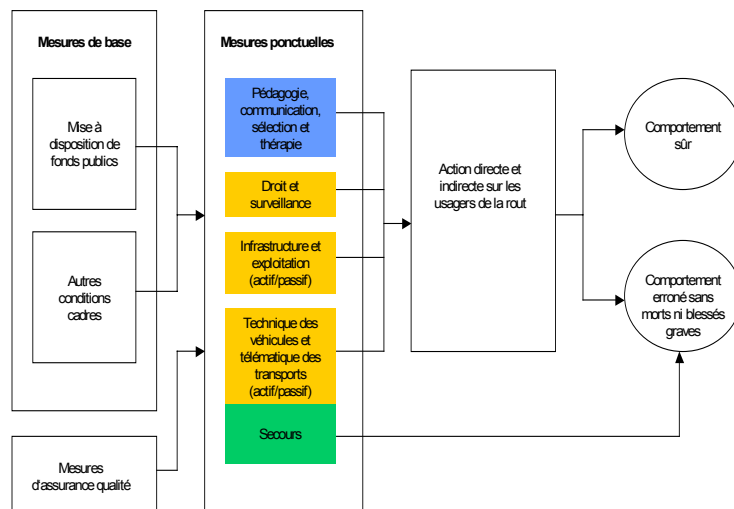 Mesures de base
Mise à
disposition de
fonds publics
Autres
conditions
cadres
Mesures
d'assurance qualité
Mesures ponctuelles
Pédagogie,
communication,
sélection et
thérapie
Droit et
surveillance
Infrastructure et
exploitation
(actif/passif)
Technique des
véhicules et
télématique des
transports
(actif/passif)
Secours
Action directe et
indirecte sur les
usagers de la rout
Comportement
sûr
Comportement
erroné sans
morts ni blessés
graves